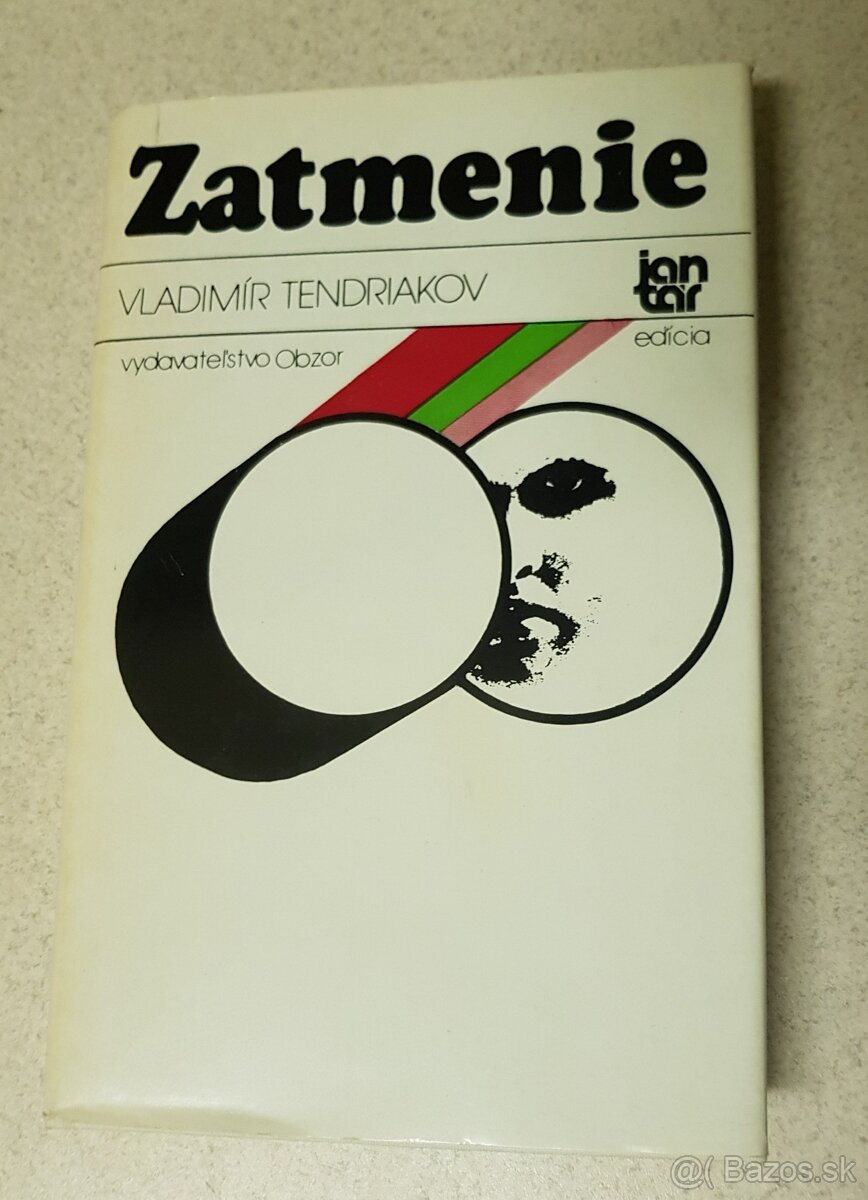 Zatmenie
VLADIMÍR TENDRIAKOV
jan
tár
vydavateľstvo Obzor
edícia
@( Bazos.sk